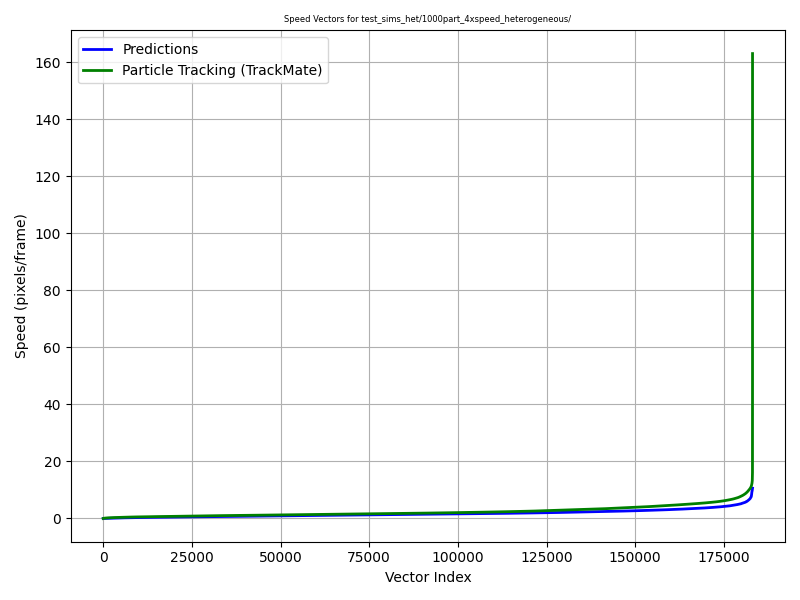 Speed Vectors for test_sims_het/1000part_4xspeed_heterogeneous/
Predictions
Particle Tracking (TrackMate)
Speed (pixels/frame)
160
140
120
100
80
60
40
20
0
0 25000 50000 75000 100000 125000 150000 175000
Vector Index